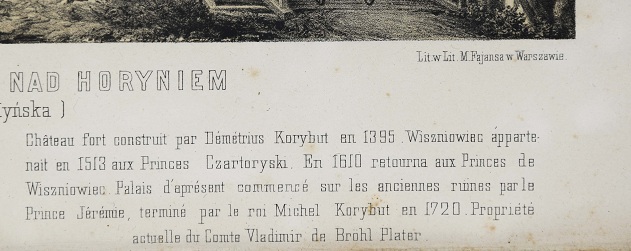 Lit. w Lit. M. Fajansa w Warszawie.
NAD HORYNIEM
yńska )
Château fort construit par Démétrius Korybut en 1395. Wiszniowiec apparte-
nait en 1513 aux Princes Czartoryski. En 1610 retourna aux Princes de
Wiszniowiec. Palais d'aprésent commencé sur les anciennes ruines par le
Prince Jérémie, terminé par le roi Michel Korybut en 1720. Propriété
actuelle du Comte Vladimir de Brohl Plater